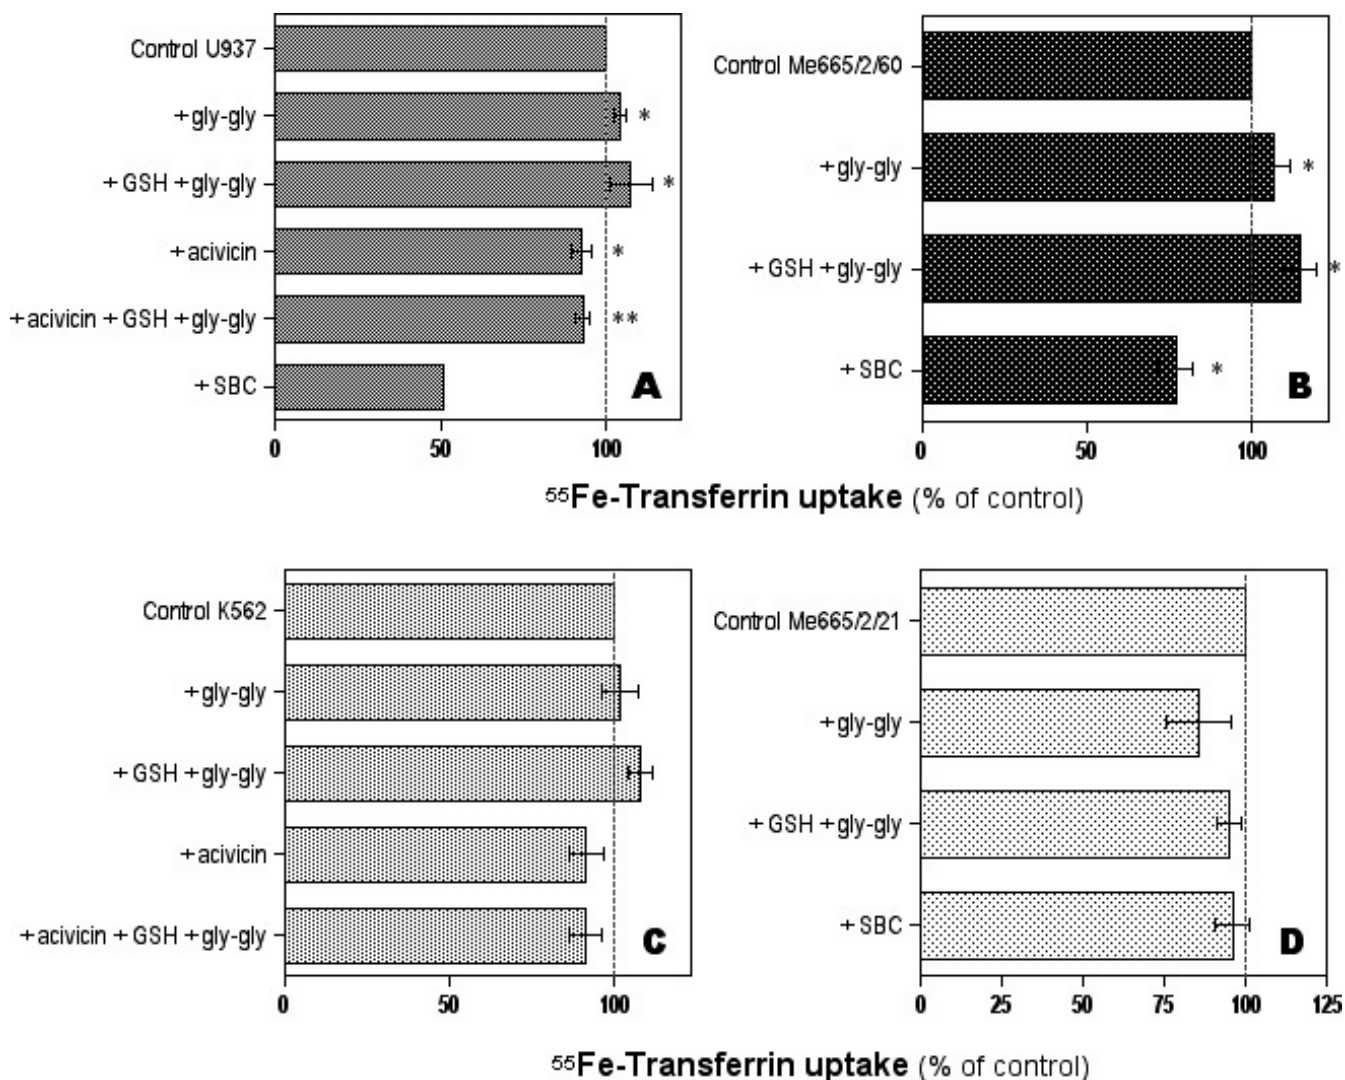 Control U937
+gly-gly *
+ GSH +gly-gly *
+acivicin *
+acivicin + GSH +gly-gly **
+ SBC
A
0 50 100
Control Me665/2/60
+gly-gly *
+ GSH +gly-gly *
+ SBC *
B
0 50 100
55Fe-Transferrin uptake (% of control)
Control K562
+gly-gly
+ GSH +gly-gly
+acivicin
+acivicin + GSH +gly-gly
C
0 50 100
Control Me665/2/21
+gly-gly
+ GSH +gly-gly
+ SBC
D
0 25 50 75 100 125
55Fe-Transferrin uptake (% of control)